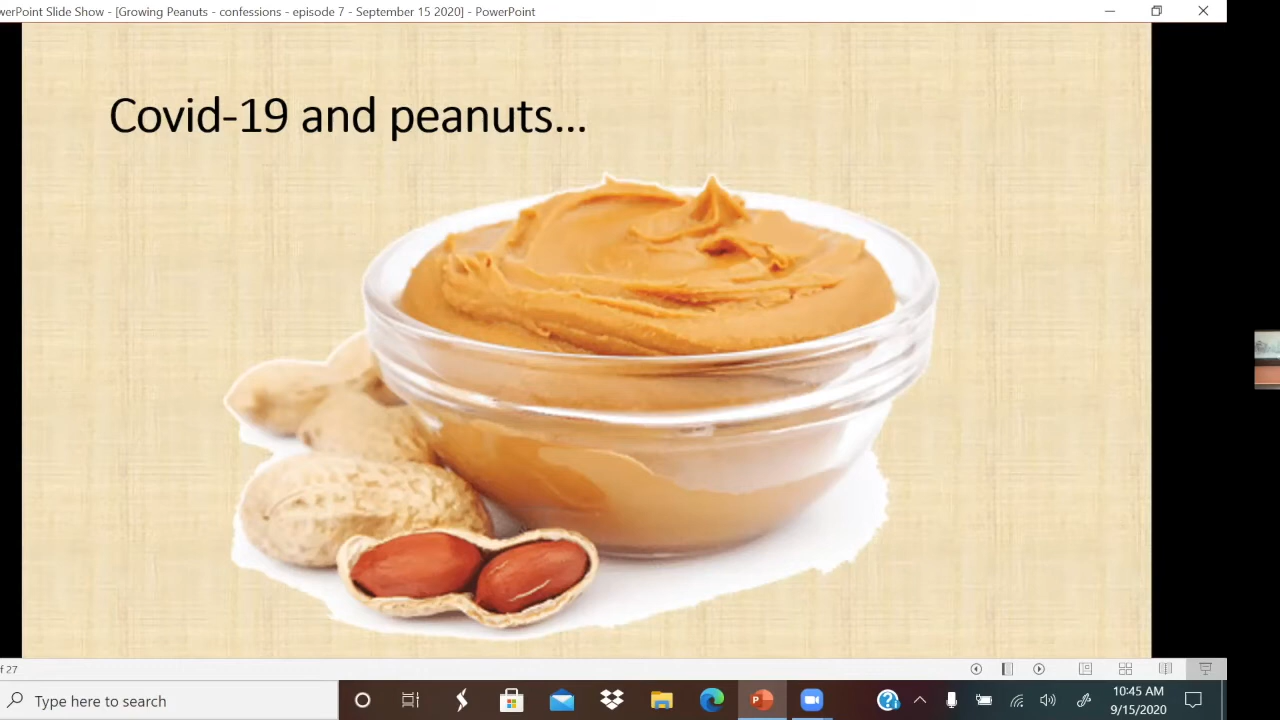 werPoint Slide Show - [Growing Peanuts - confessions - episode 7 - September 15 2020] - PowerPoint
Covid-19 and peanuts...
f 27
Type here to search
10:45 AM
9/15/2020